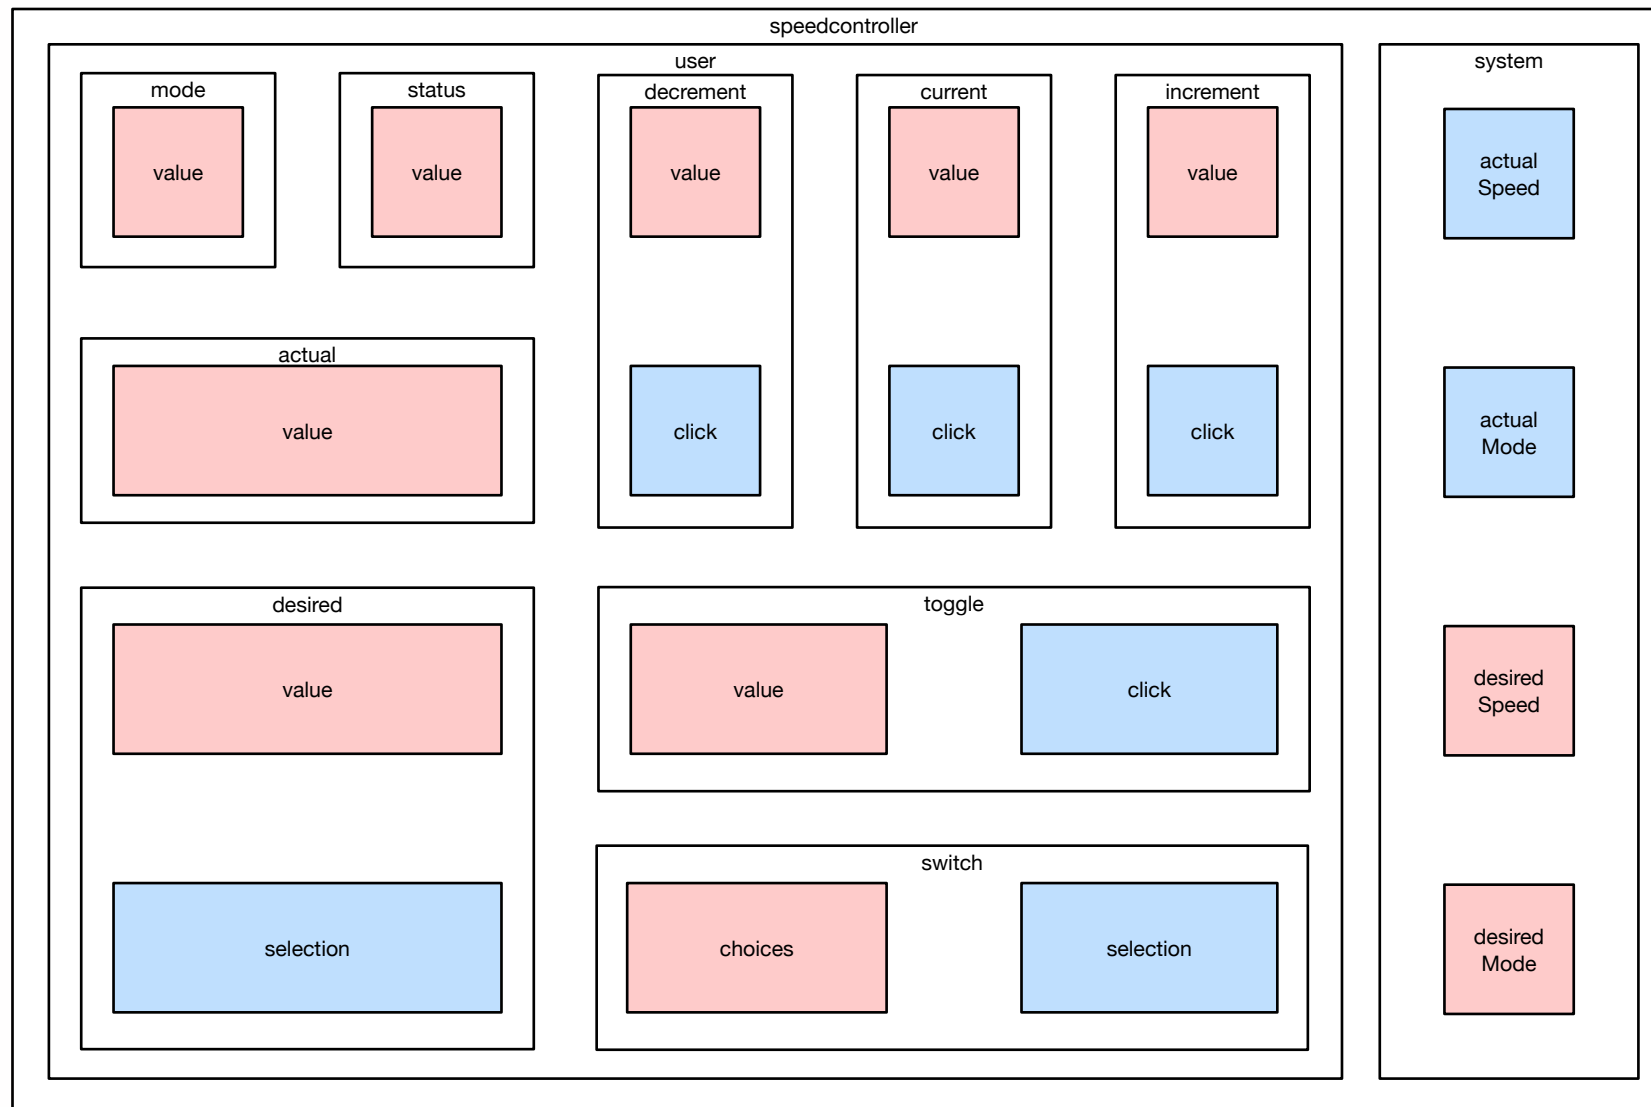 speedcontroller
user
system
mode
status
decrement
current
increment
value
value
value
value
value
actual
Speed
actual
value
click
click
click
actual
Mode
desired
toggle
value
value
click
desired
Speed
switch
selection
choices
selection
desired
Mode